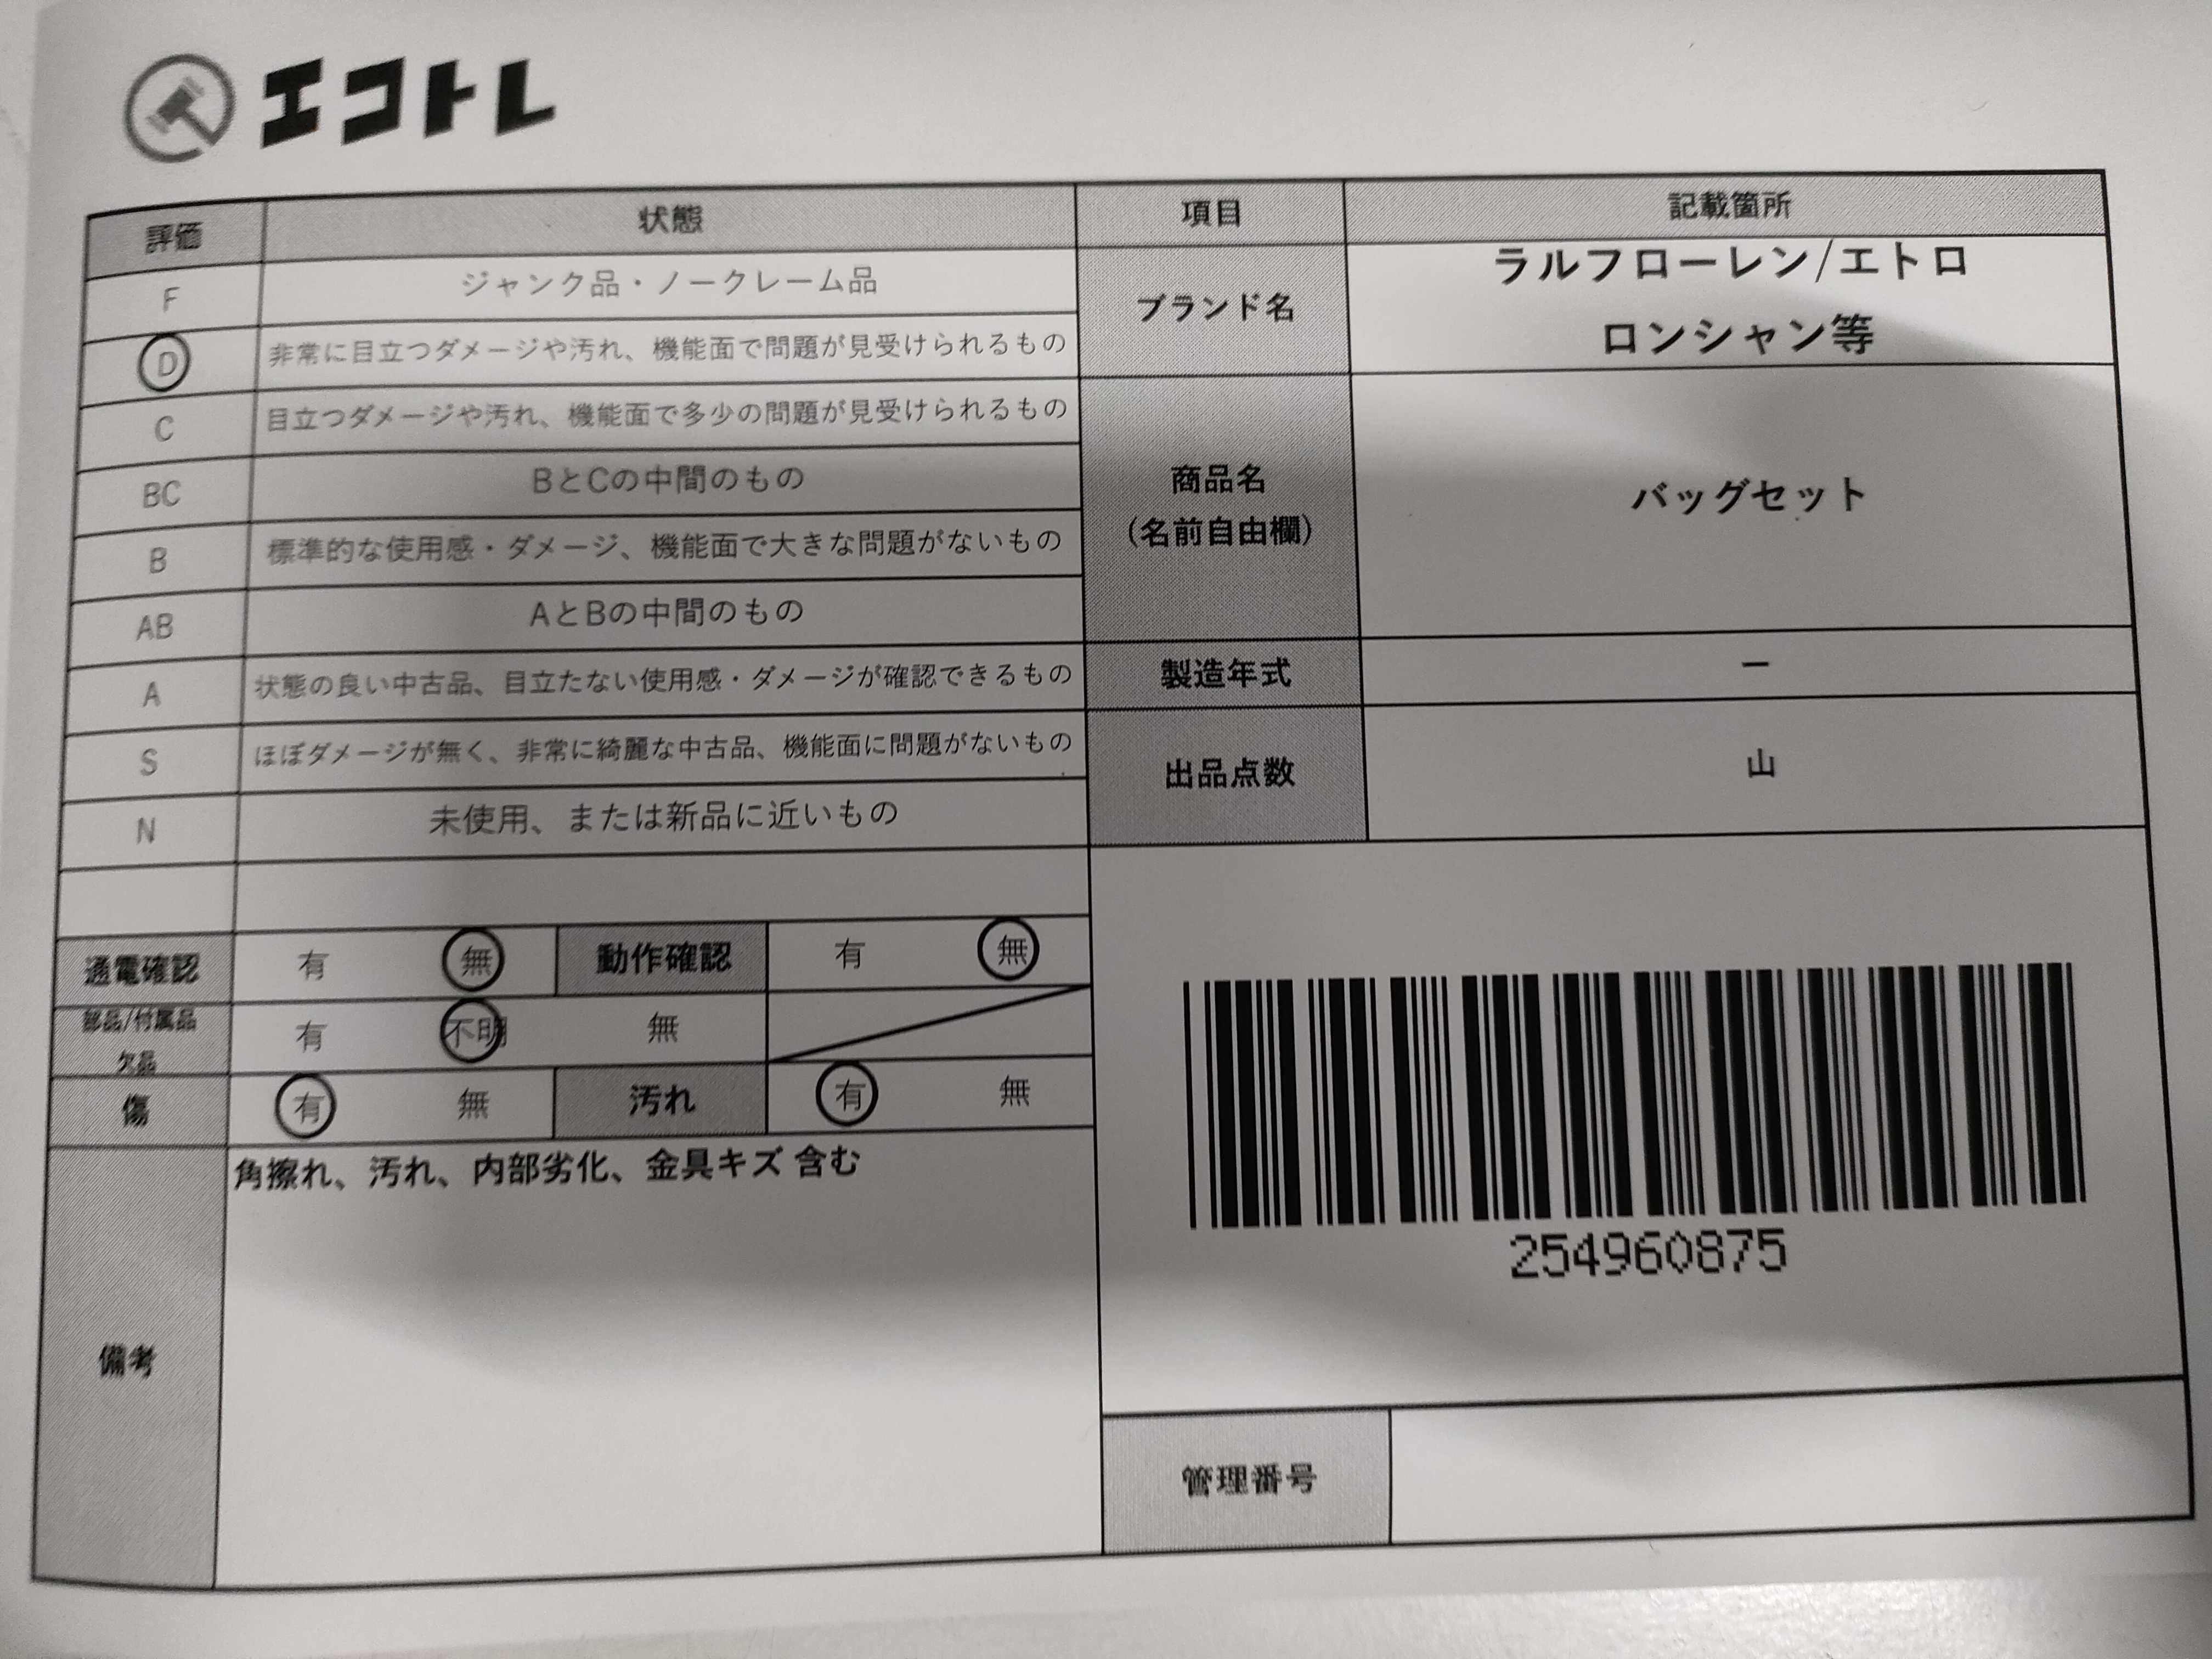 エコトレ
評価 状態 項目 記載箇所
F ジャンク品・ノークレーム品
D 非常に目立つダメージや汚れ、機能面で問題が見受けられるもの
C 目立つダメージや汚れ、機能面で多少の問題が見受けられるもの
BC BとCの中間のもの
B 標準的な使用感・ダメージ、機能面で大きな問題がないもの
AB AとBの中間のもの
A 状態の良い中古品、目立たない使用感・ダメージが確認できるもの
S ほぼダメージが無く、非常に綺麗な中古品、機能面に問題がないもの
N 未使用、または新品に近いもの
ブランド名
ラルフローレン/エトロ
ロンシャン等
商品名
(名前自由欄)
バッグセット
製造年式 ー
出品点数 山
通電確認 有 無 動作確認 有 無
部品/付属品
欠品
有 不明 無
傷 有 無 汚れ 有 無
備考
角擦れ、汚れ、内部劣化、金具キズ 含む
254960875
管理番号